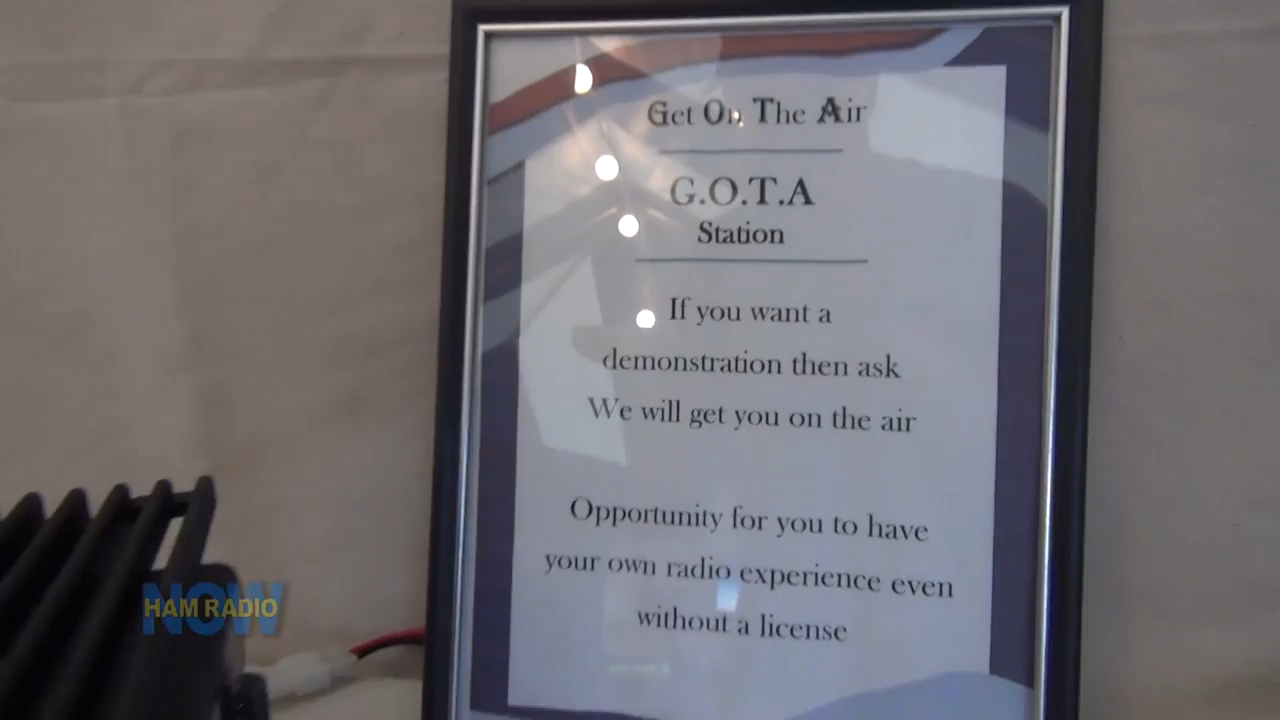 Get On The Air
G.O.T.A
Station
If you want a
demonstration then ask
We will get you on the air
Opportunity for you to have
your own radio experience even
without a license
HAM RADIO
NOW